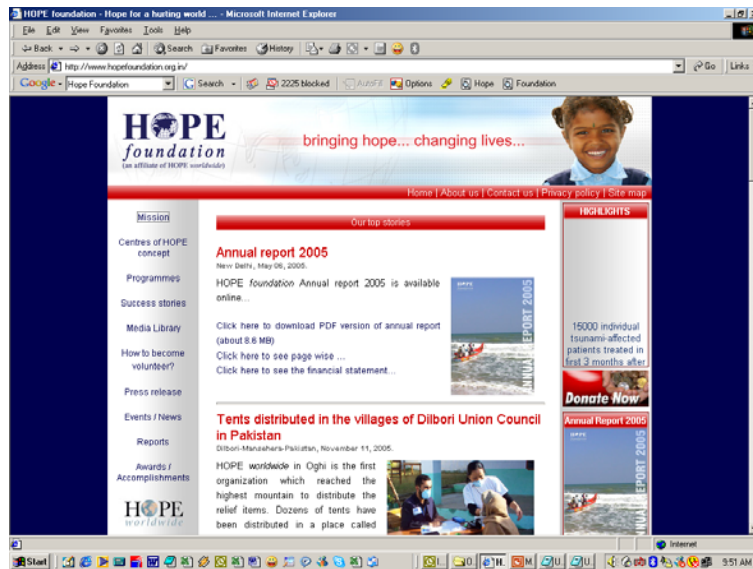 HOPE foundation - Hope for a hurting world ... - Microsoft Internet Explorer
File Edit View Favorites Tools Help
Back Search Favorites History
Address http://www.hopefoundation.org.in/ Go Links
Google - Hope Foundation Search 2225 blocked AutoFill Options Hope Foundation
HOPE
foundation
(an affiliate of HOPE worldwide)
bringing hope... changing lives...
Home | About us | Contact us | Privacy policy | Site map
Mission
Centres of HOPE
concept
Programmes
Success stories
Media Library
How to become
volunteer?
Press release
Events / News
Reports
Awards /
Accomplishments
HOPE
worldwide
Our top stories
Annual report 2005
New Delhi, May 06, 2005.
HOPE foundation Annual report 2005 is available
online...
Click here to download PDF version of annual report
(about 8.6 MB)
Click here to see page wise ...
Click here to see the financial statement...
ANNUAL REPORT 2005
Tents distributed in the villages of Dilbori Union Council
in Pakistan
Dilbori-Mansehra-Pakistan, November 11, 2005.
HOPE worldwide in Oghi is the first
organization which reached the
highest mountain to distribute the
relief items. Dozens of tents have
been distributed in a place called
HIGHLIGHTS
15000 individual
tsunami-affected
patients treated in
first 3 months after
Donate Now
Annual Report 2005
Internet
Start
9:51 AM